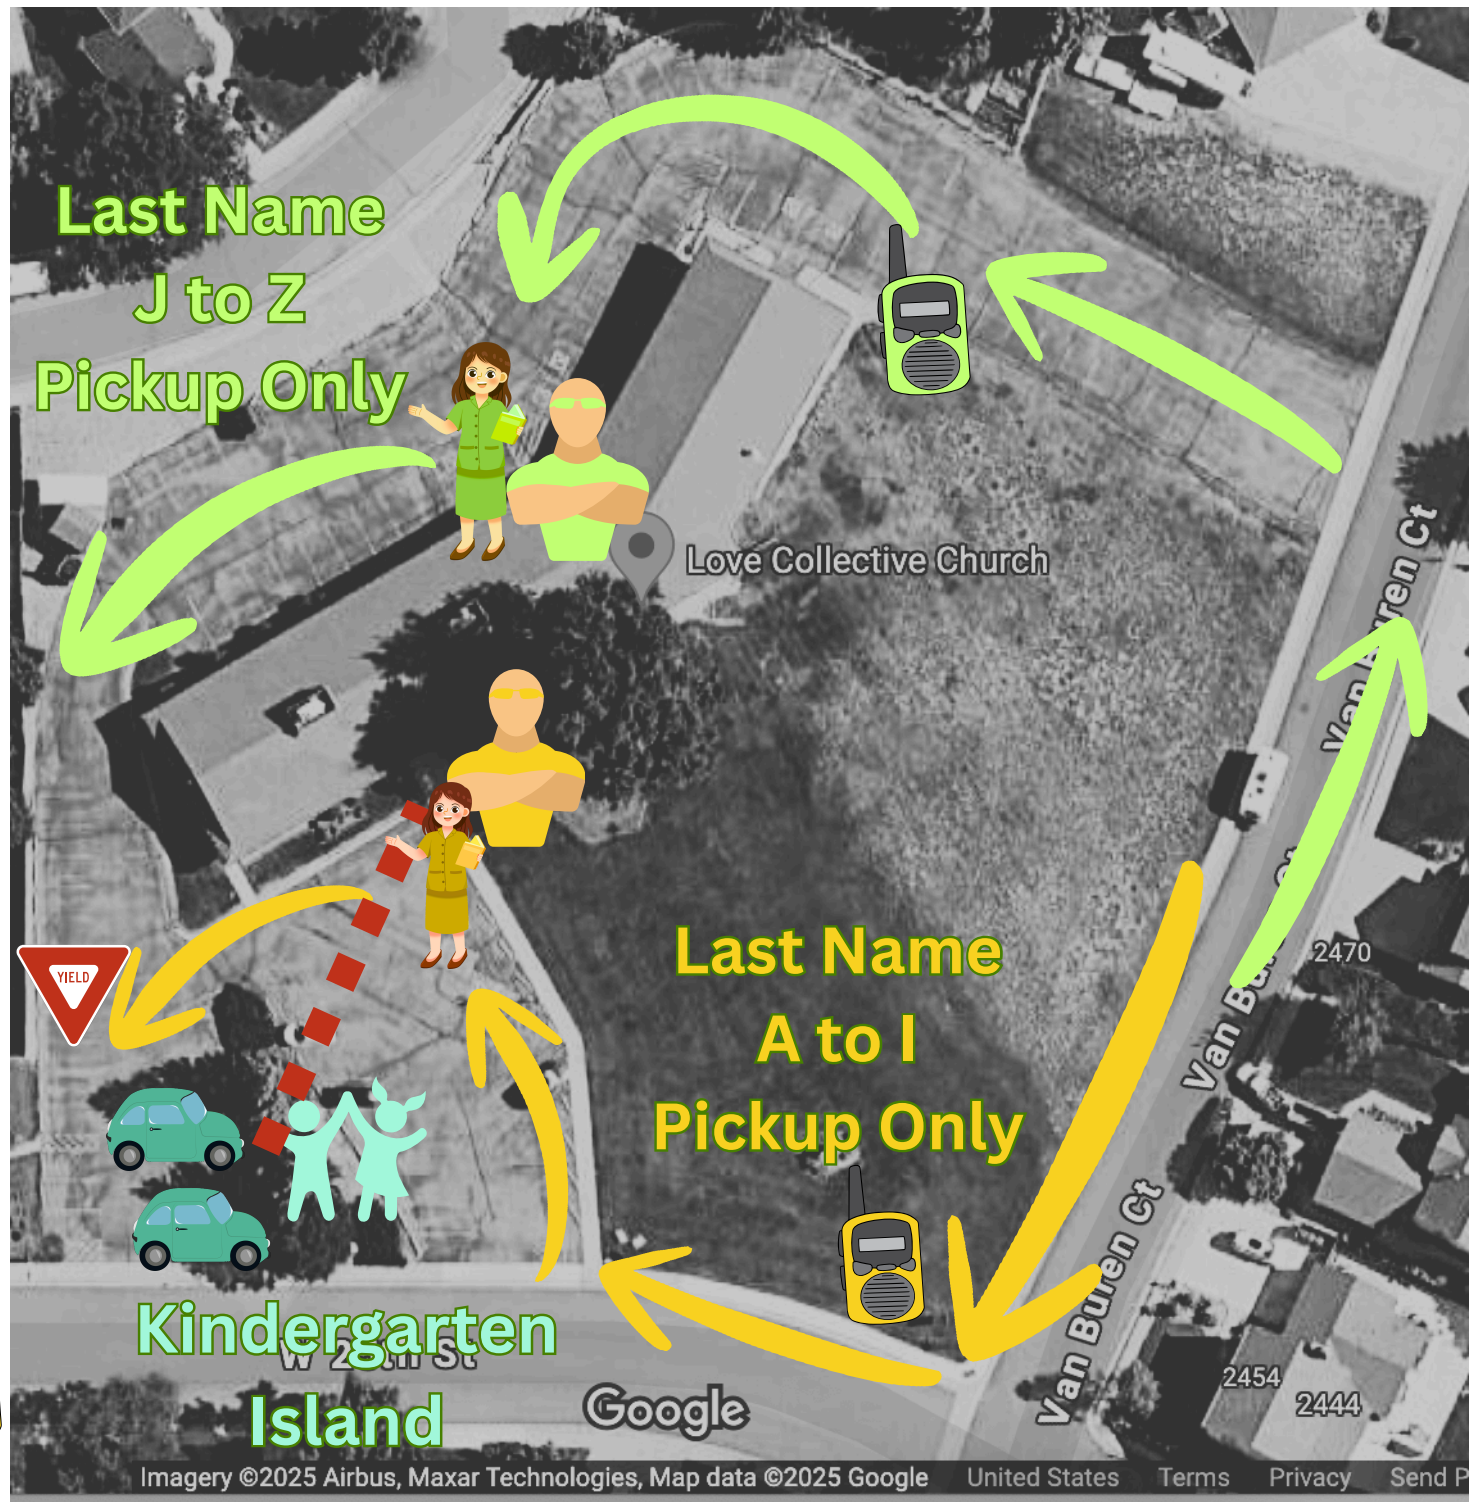 Last Name
J to Z
Pickup Only
Love Collective Church
Van Buren Ct
YIELD
Last Name
A to I
Pickup Only
2470
Van Buren Ct
Van Buren Ct
Kindergarten
Island
St
2454
2444
Google
Imagery ©2025 Airbus, Maxar Technologies, Map data ©2025 Google United States Terms Privacy Send